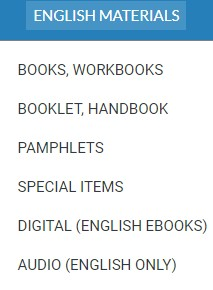 ENGLISH MATERIALS
BOOKS, WORKBOOKS
BOOKLET, HANDBOOK
PAMPHLETS
SPECIAL ITEMS
DIGITAL (ENGLISH EBOOKS)
AUDIO (ENGLISH ONLY)